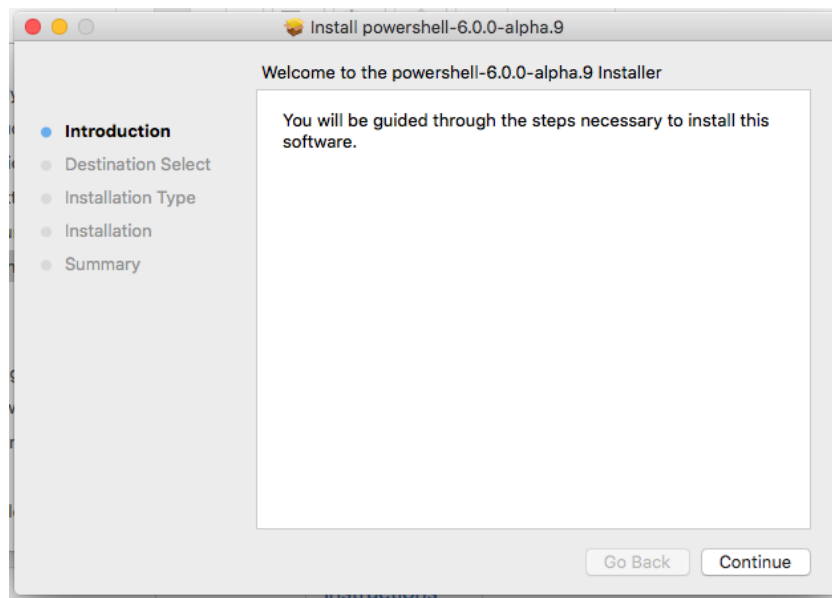 Install powershell-6.0.0-alpha.9
Welcome to the powershell-6.0.0-alpha.9 Installer
Introduction
Destination Select
Installation Type
Installation
Summary
You will be guided through the steps necessary to install this
software.
Go Back
Continue